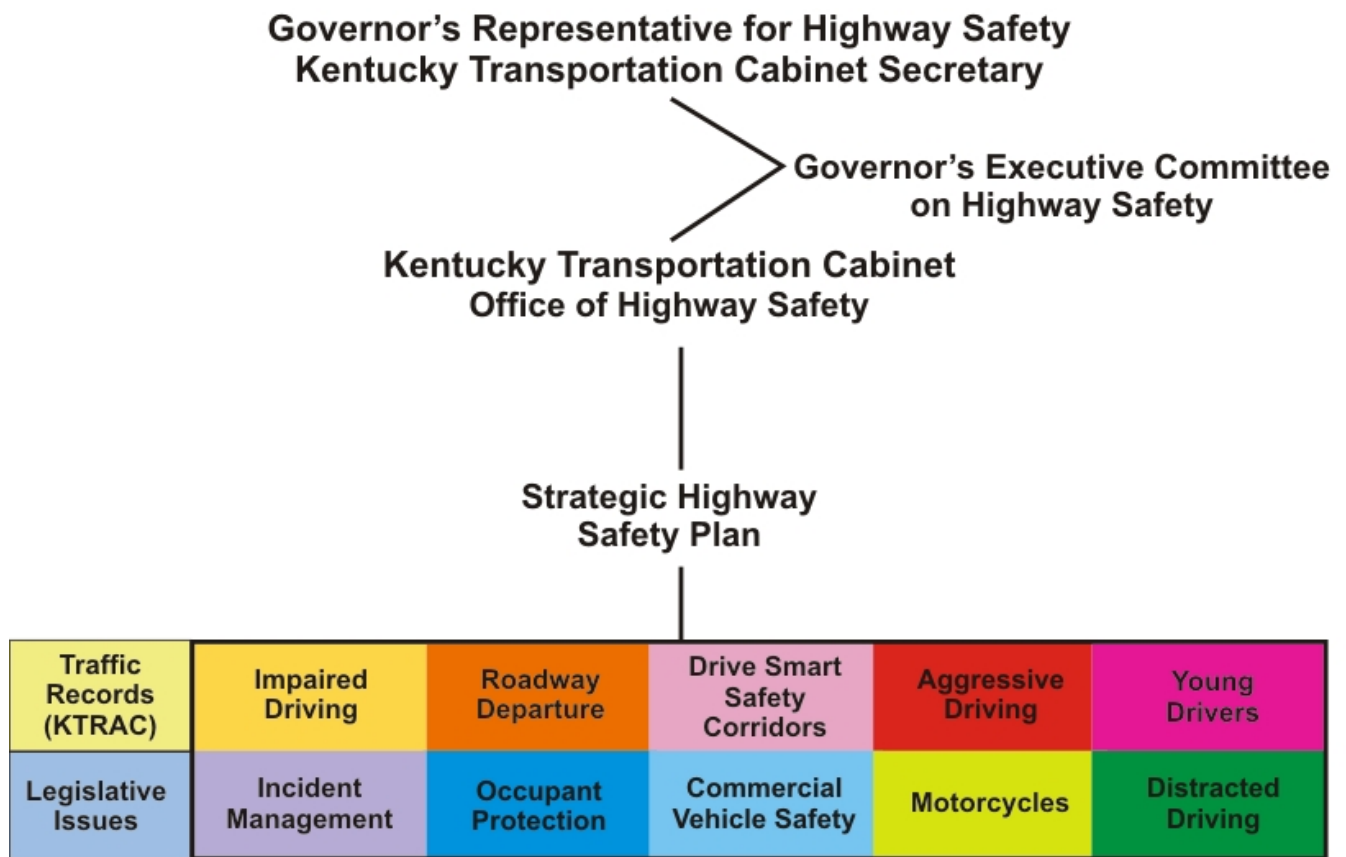 Governor’s Representative for Highway Safety
Kentucky Transportation Cabinet Secretary
Governor’s Executive Committee
on Highway Safety
Kentucky Transportation Cabinet
Office of Highway Safety
Strategic Highway
Safety Plan
Traffic
Records
(KTRAC)
Impaired
Driving
Roadway
Departure
Drive Smart
Safety
Corridors
Aggressive
Driving
Young
Drivers
Legislative
Issues
Incident
Management
Occupant
Protection
Commercial
Vehicle Safety
Motorcycles
Distracted
Driving